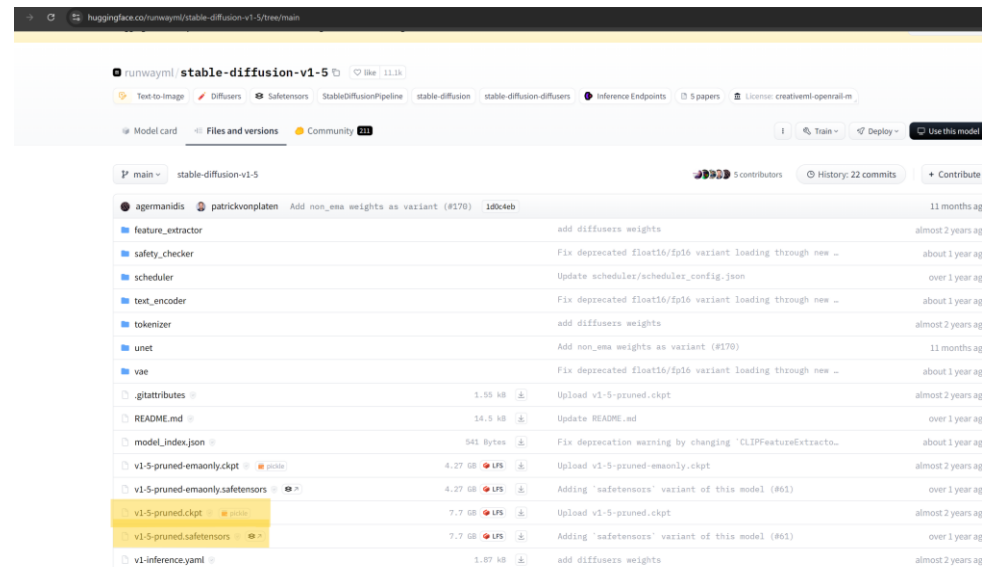 huggingface.co/runwayml/stable-diffusion-v1-5/tree/main
runwayml/stable-diffusion-v1-5 like 11.1k
Text-to-Image Diffusers Safetensors StableDiffusionPipeline stable-diffusion stable-diffusion-diffusers Inference Endpoints 5 papers License: creativeml-openrail-m
Model card Files and versions Community 211 Train Deploy Use this model
main stable-diffusion-v1-5 5 contributors History: 22 commits + Contribute
agermanidis patrickvonplaten Add non_ema weights as variant (#170) 1d0c4eb 11 months ag
feature_extractor add diffusers weights almost 2 years ag
safety_checker Fix deprecated float16/fp16 variant loading through new … about 1 year ag
scheduler Update scheduler/scheduler_config.json over 1 year ag
text_encoder Fix deprecated float16/fp16 variant loading through new … about 1 year ag
tokenizer add diffusers weights almost 2 years ag
unet Add non_ema weights as variant (#170) 11 months ag
vae Fix deprecated float16/fp16 variant loading through new … about 1 year ag
.gitattributes 1.55 kB Upload v1-5-pruned.ckpt almost 2 years ag
README.md 14.5 kB Update README.md over 1 year ag
model_index.json 541 Bytes Fix deprecation warning by changing `CLIPFeatureExtracto… about 1 year ag
v1-5-pruned-emaonly.ckpt pickle 4.27 GB LFS Upload v1-5-pruned-emaonly.ckpt almost 2 years ag
v1-5-pruned-emaonly.safetensors 4.27 GB LFS Adding `safetensors` variant of this model (#61) over 1 year ag
v1-5-pruned.ckpt pickle 7.7 GB LFS Upload v1-5-pruned.ckpt almost 2 years ag
v1-5-pruned.safetensors 7.7 GB LFS Adding `safetensors` variant of this model (#61) over 1 year ag
v1-inference.yaml 1.87 kB add diffusers weights almost 2 years ag